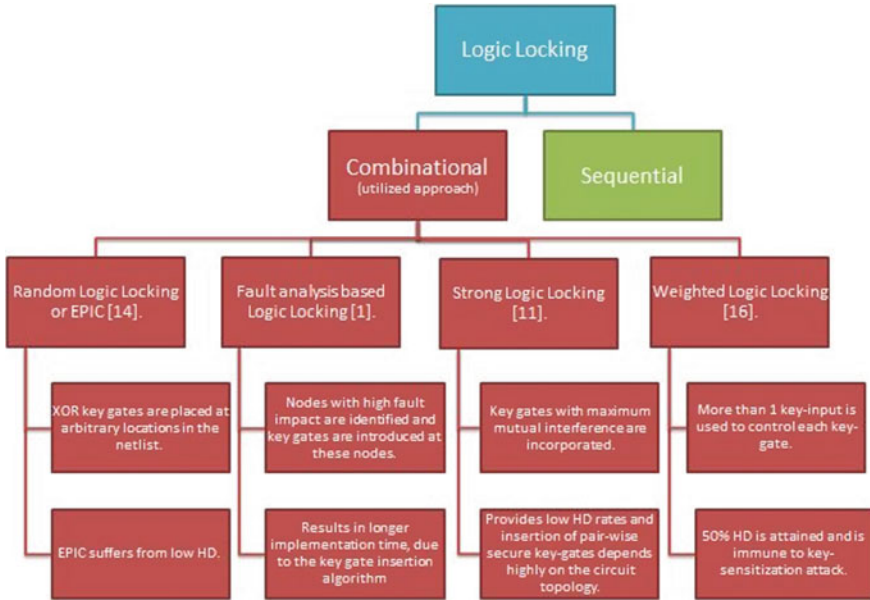 Logic Locking
Combinational
(utilized approach)
Sequential
Random Logic Locking
or EPIC [14].
Fault analysis based
Logic Locking [1].
Strong Logic Locking
[11].
Weighted Logic Locking
[16].
XOR key gates are placed at
arbitrary locations in the
netlist.
Nodes with high fault
impact are identified and
key gates are introduced at
these nodes.
Key gates with maximum
mutual interference are
incorporated.
More than 1 key-input is
used to control each key-
gate.
EPIC suffers from low HD.
Results in longer
implementation time, due
to the key gate insertion
algorithm
Provides low HD rates and
insertion of pair-wise
secure key-gates depends
highly on the circuit
topology.
50% HD is attained and is
immune to key-
sensitization attack.